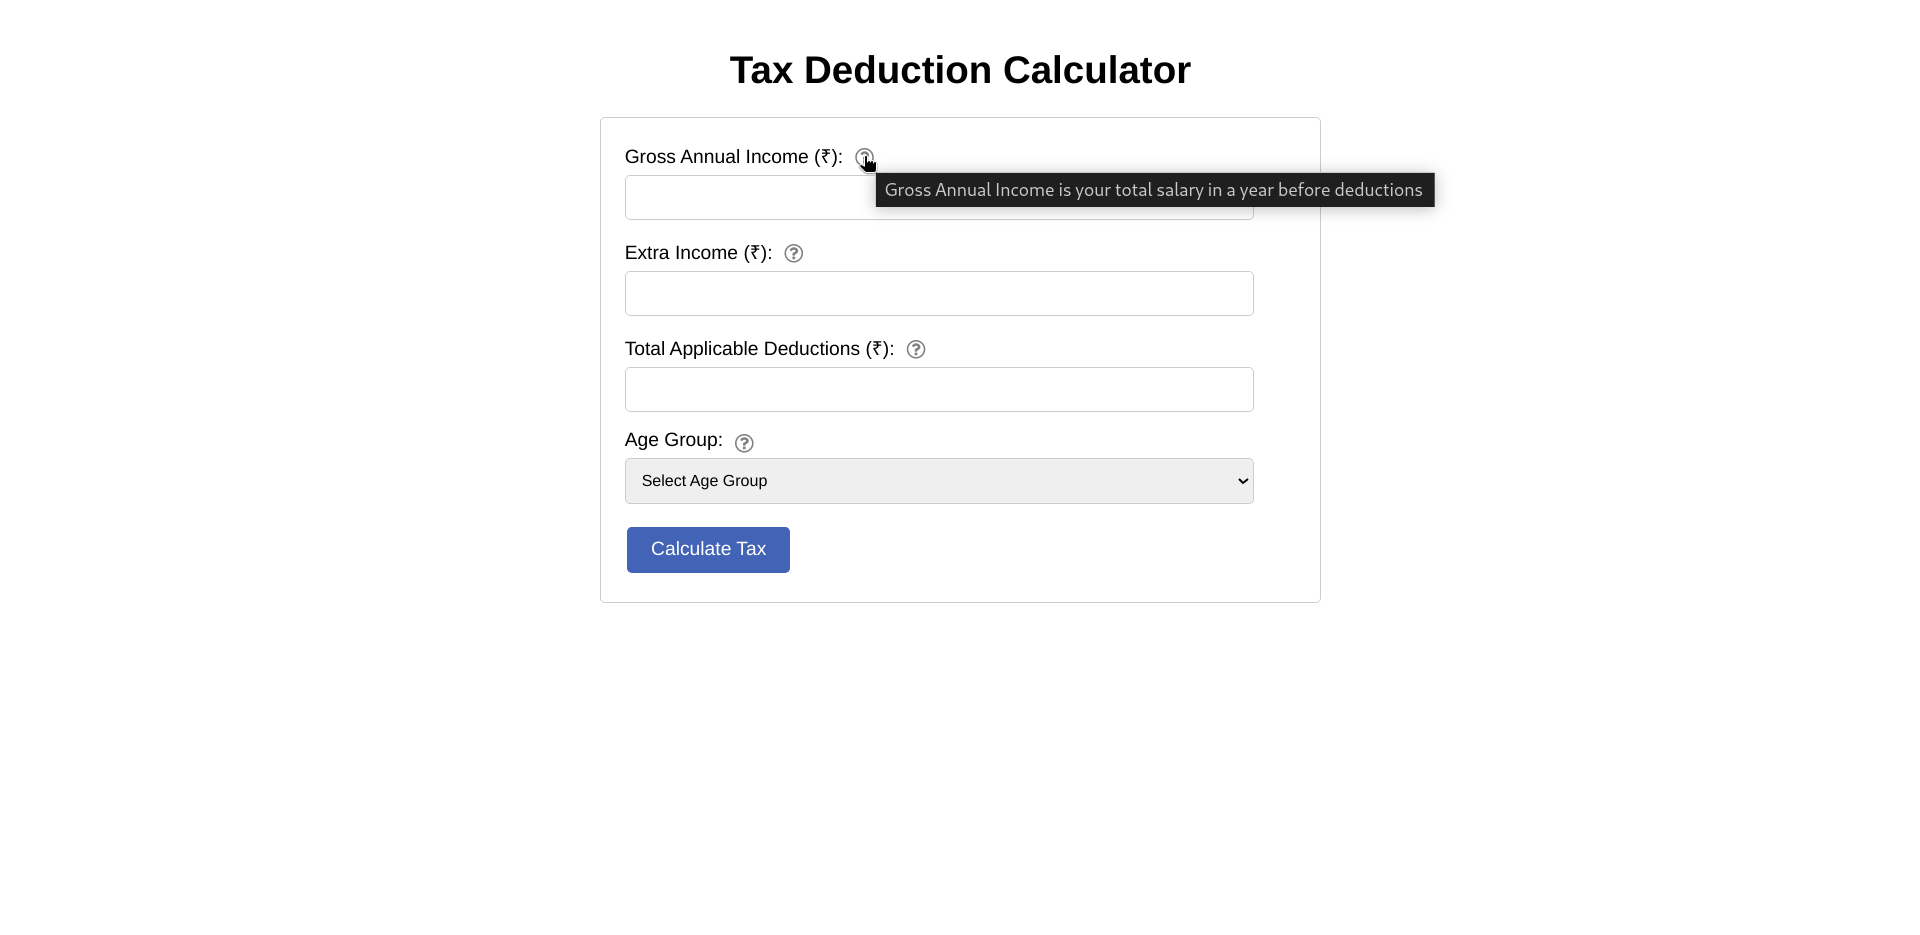 Tax Deduction Calculator
Gross Annual Income (₹): ?
Gross Annual Income is your total salary in a year before deductions
Extra Income (₹): ?
Total Applicable Deductions (₹): ?
Age Group: ?
Select Age Group
Calculate Tax